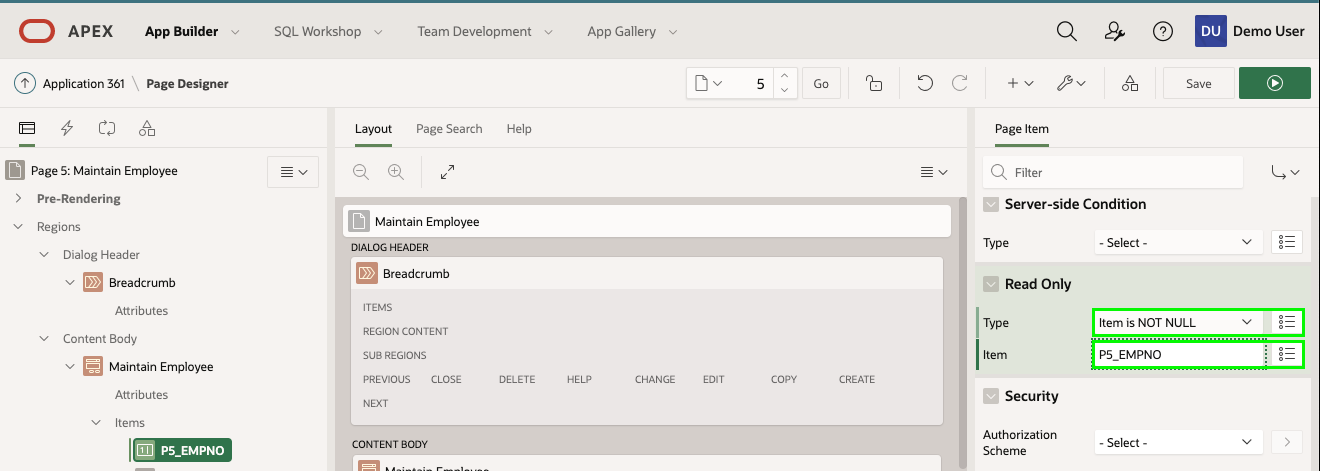 APEX App Builder SQL Workshop Team Development App Gallery DU Demo User
Application 361 \ Page Designer 5 Go Save
Layout Page Search Help Page Item
Page 5: Maintain Employee
Pre-Rendering
Regions
Dialog Header
Breadcrumb
Attributes
Content Body
Maintain Employee
Attributes
Items
P5_EMPNO
Maintain Employee
DIALOG HEADER
Breadcrumb
ITEMS
REGION CONTENT
SUB REGIONS
PREVIOUS CLOSE DELETE HELP CHANGE EDIT COPY CREATE
NEXT
CONTENT BODY
Maintain Employee
Filter
Server-side Condition
Type - Select -
Read Only
Type Item is NOT NULL
Item P5_EMPNO
Security
Authorization
Scheme - Select -